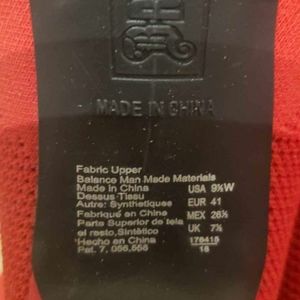 MADE IN CHINA
Fabric Upper
Balance Man Made Materials
Made in China USA 9½W
Dessus-Tissu
Autre: Synthetiques EUR 41
Fabriqué en Chine MEX 26½
Parte Superior de tela
el resto, Sintético UK 7½
Hecho en China 176415
Pat. 7, 056,558 16